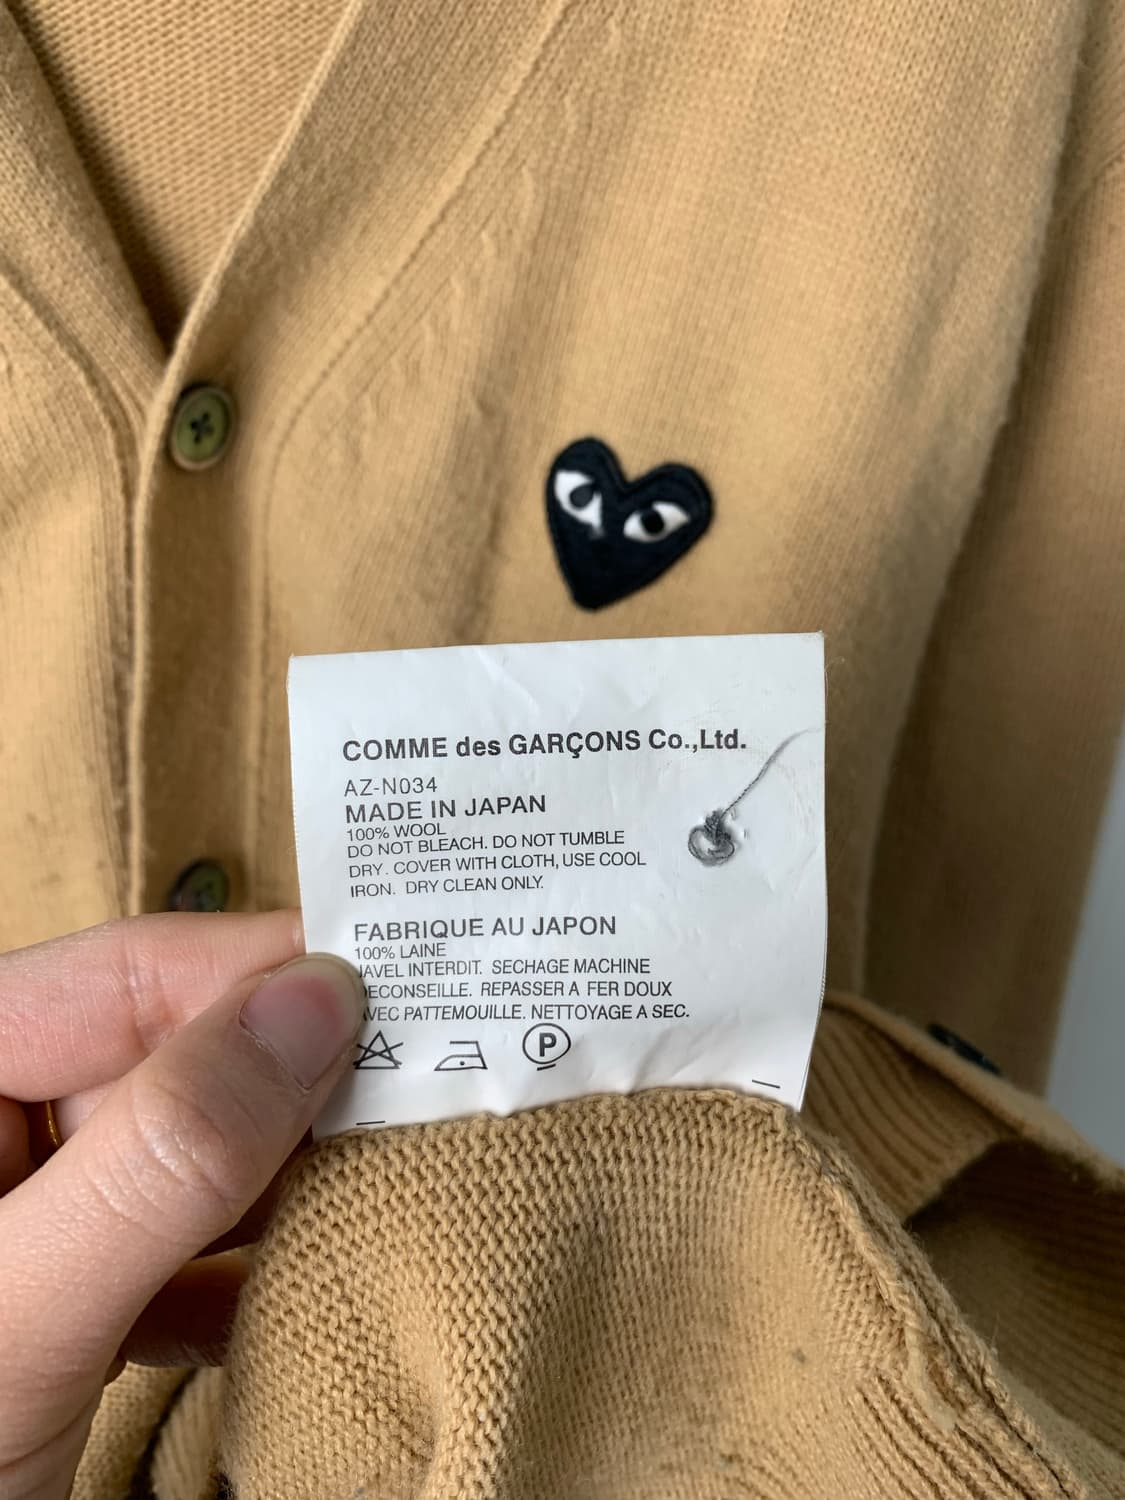 COMME des GARÇONS Co.,Ltd.
AZ-N034
MADE IN JAPAN
100% WOOL
DO NOT BLEACH. DO NOT TUMBLE
DRY. COVER WITH CLOTH, USE COOL
IRON. DRY CLEAN ONLY.
FABRIQUE AU JAPON
100% LAINE
JAVEL INTERDIT. SECHAGE MACHINE
DECONSEILLE. REPASSER A FER DOUX
AVEC PATTEMOUILLE. NETTOYAGE A SEC.
P